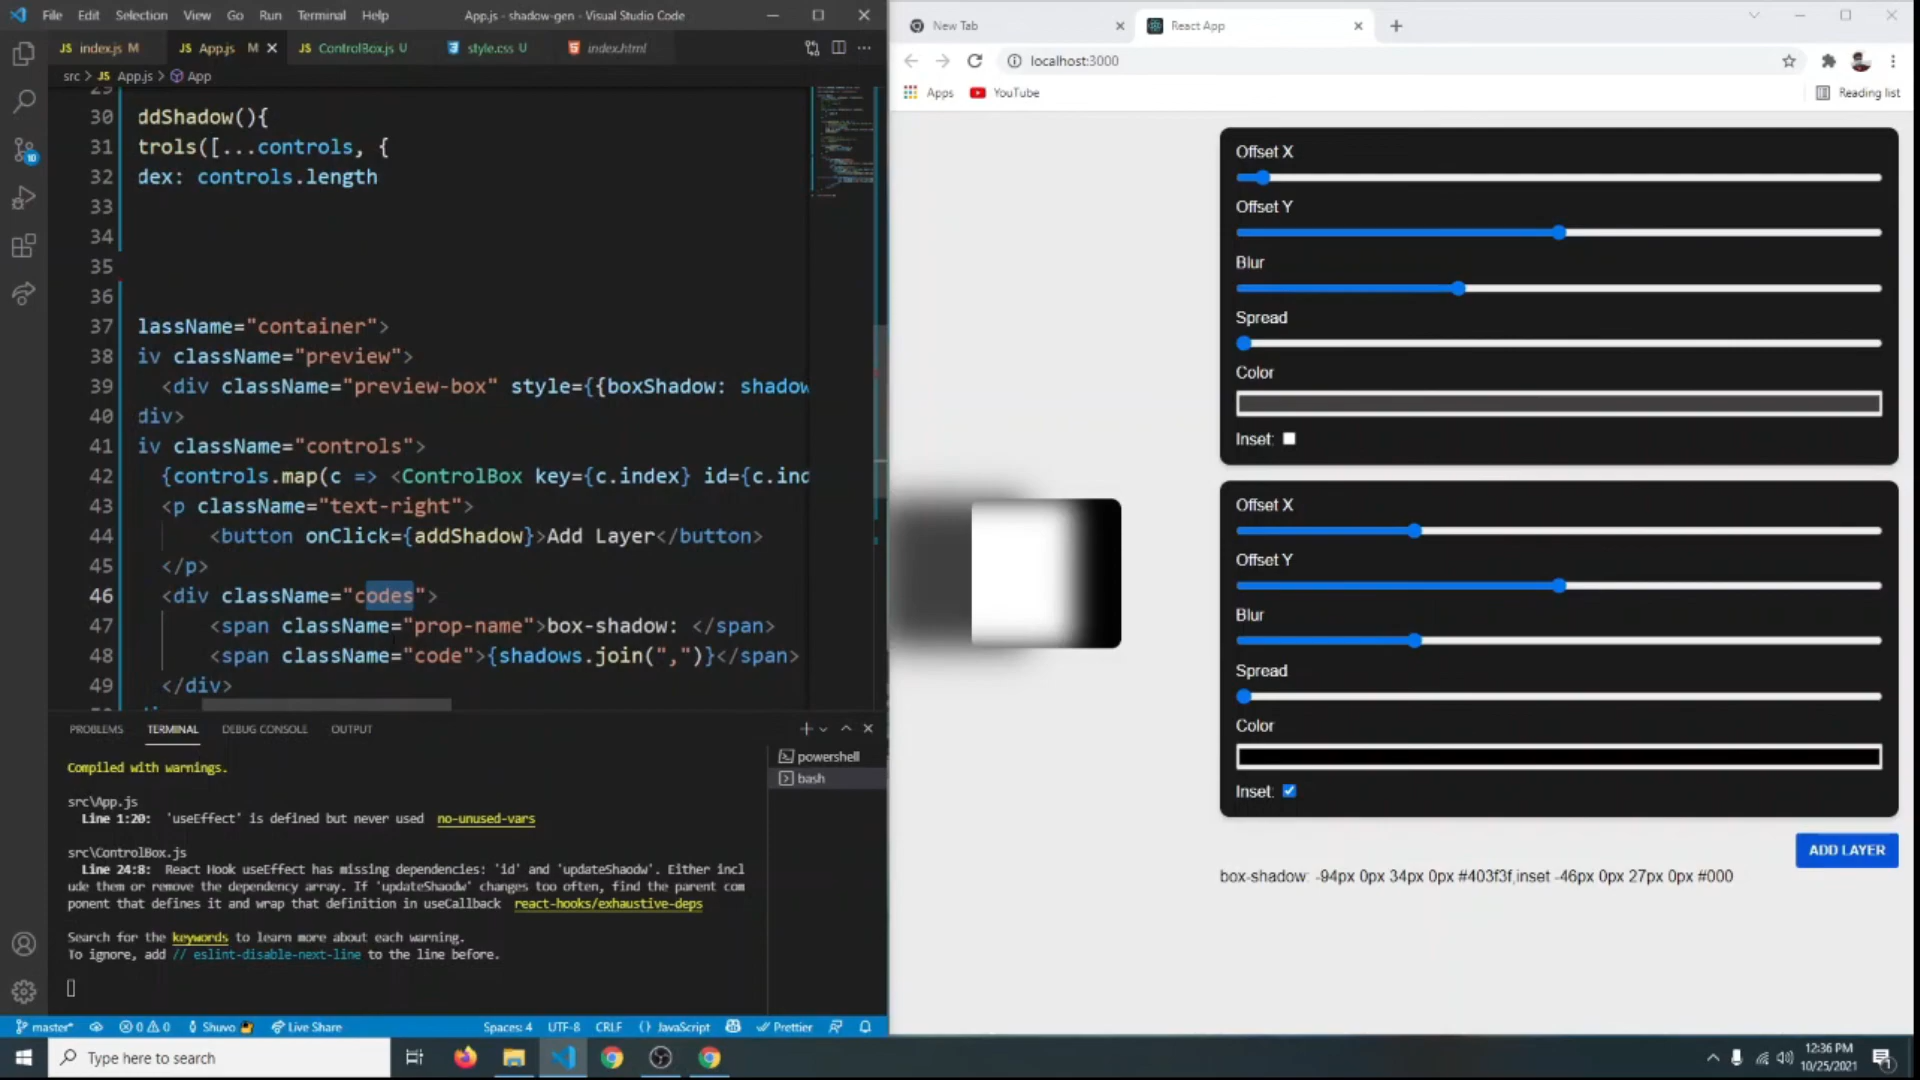 File Edit Selection View Go Run Terminal Help App.js - shadow-gen - Visual Studio Code
JS index.js M JS App.js M JS ControlBox.js U style.css U index.html
src > JS App.js > App
29
30 ddShadow(){
31 trols([...controls, {
32 dex: controls.length
33
34
35
36
37 lassName="container">
38 iv className="preview">
39 <div className="preview-box" style={{boxShadow: shadow
40 div>
41 iv className="controls">
42 {controls.map(c => <ControlBox key={c.index} id={c.ind
43 <p className="text-right">
44 <button onClick={addShadow}>Add Layer</button>
45 </p>
46 <div className="codes">
47 <span className="prop-name">box-shadow: </span>
48 <span className="code">{shadows.join(",")}</span>
49 </div>
PROBLEMS TERMINAL DEBUG CONSOLE OUTPUT
powershell
bash
Compiled with warnings.
src\App.js
Line 1:20: 'useEffect' is defined but never used no-unused-vars
src\ControlBox.js
Line 24:8: React Hook useEffect has missing dependencies: 'id' and 'updateShaodw'. Either incl
ude them or remove the dependency array. If 'updateShaodw' changes too often, find the parent com
ponent that defines it and wrap that definition in useCallback react-hooks/exhaustive-deps
Search for the keywords to learn more about each warning.
To ignore, add // eslint-disable-next-line to the line before.
master* 0 0 Shuvo Live Share Spaces: 4 UTF-8 CRLF {} JavaScript Prettier
New Tab React App
localhost:3000
Apps YouTube Reading list
Offset X
Offset Y
Blur
Spread
Color
Inset:
Offset X
Offset Y
Blur
Spread
Color
Inset:
ADD LAYER
box-shadow: -94px 0px 34px 0px #403f3f,inset -46px 0px 27px 0px #000
Type here to search
12:36 PM
10/25/2021